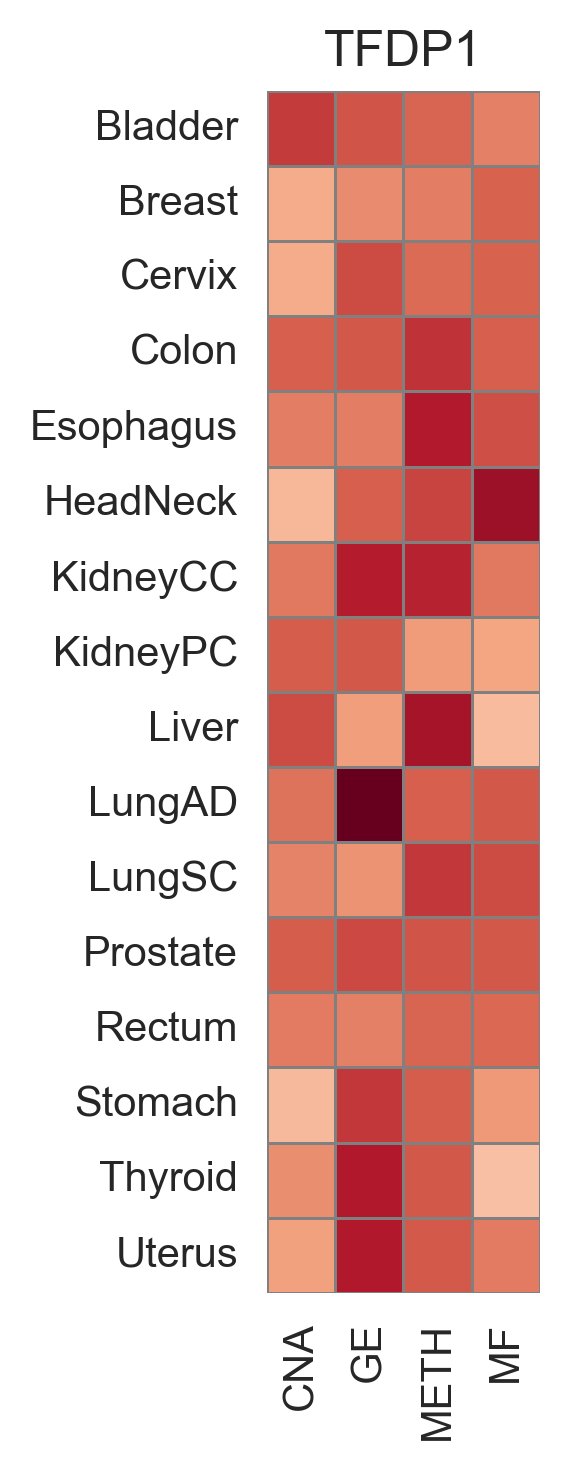 TFDP1
Bladder
Breast
Cervix
Colon
Esophagus
HeadNeck
KidneyCC
KidneyPC
Liver
LungAD
LungSC
Prostate
Rectum
Stomach
Thyroid
Uterus
CNA
GE
METH
MF